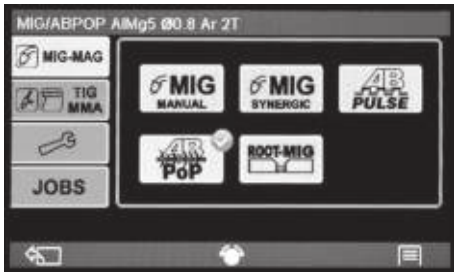 MIG/ABPOP AlMg5 Ø0.8 Ar 2T
MIG-MAG
TIG
MMA
JOBS
MIG
MANUAL
MIG
SYNERGIC
AB
PULSE
AB
PoP
ROOT-MIG